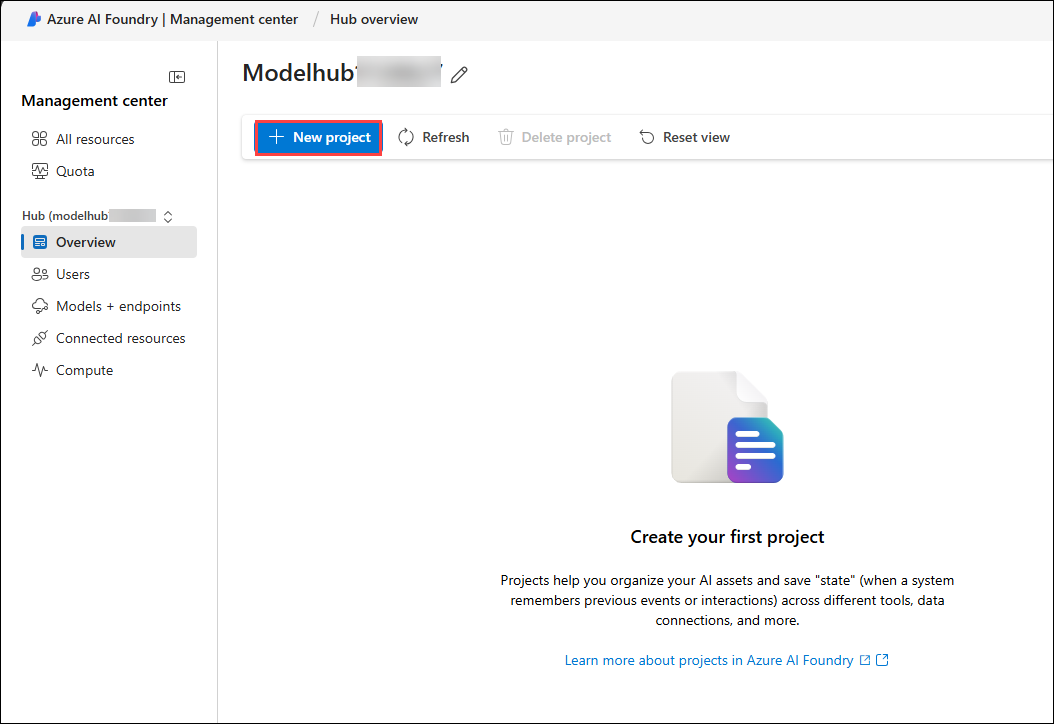 Azure AI Foundry | Management center / Hub overview
Modelhub
Management center
New project
Refresh
Delete project
Reset view
All resources
Quota
Hub (modelhub
Overview
Users
Models + endpoints
Connected resources
Compute
Create your first project
Projects help you organize your AI assets and save "state" (when a system
remembers previous events or interactions) across different tools, data
connections, and more.
Learn more about projects in Azure AI Foundry